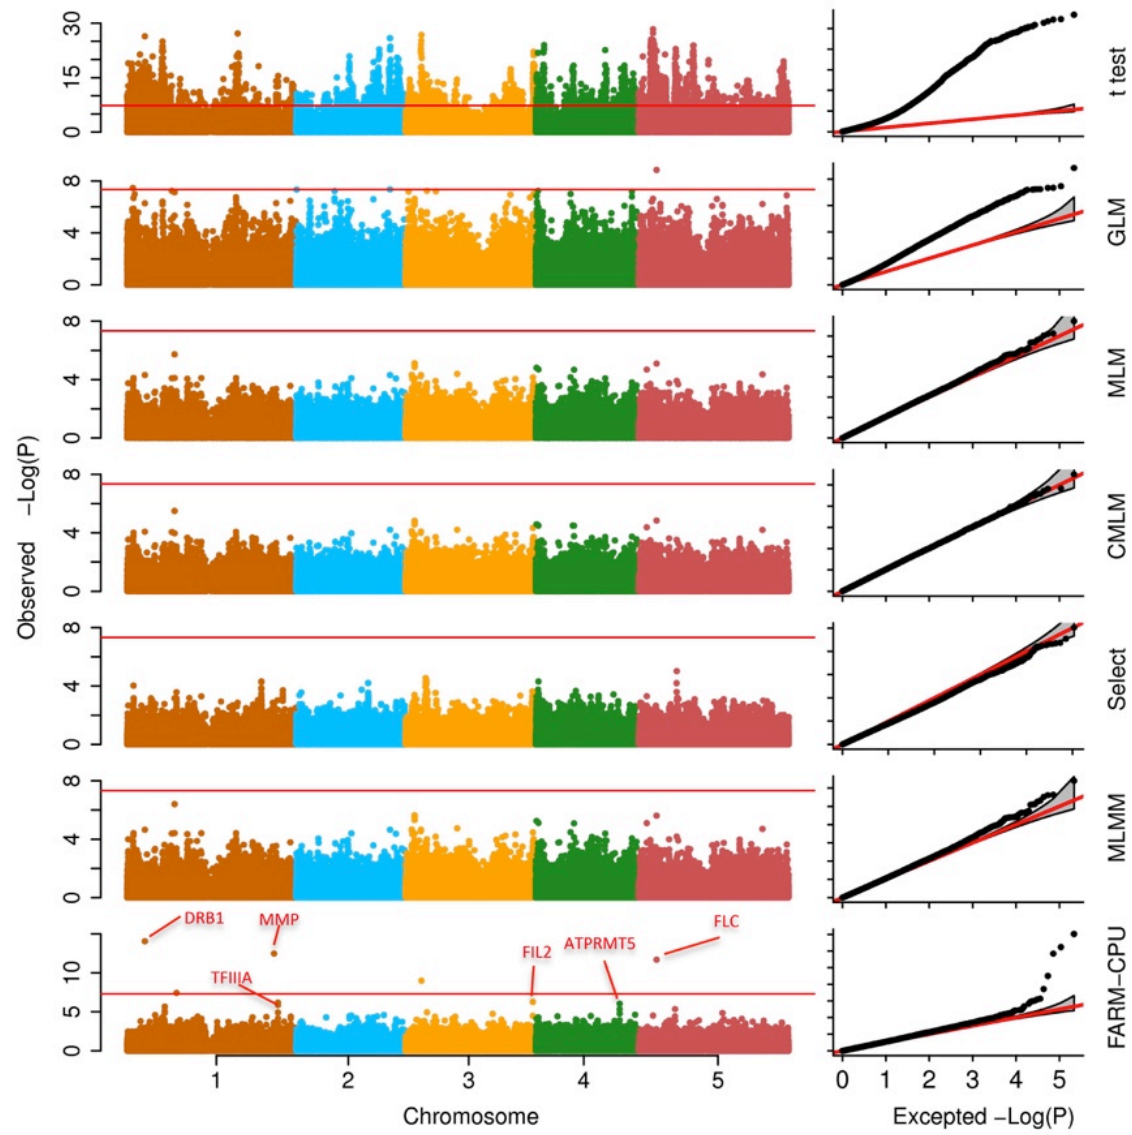 30
15
0
t test
8
4
0
GLM
8
4
0
MLM
8
4
0
CMLM
8
4
0
Select
8
4
0
MLMM
DRB1
MMP
TFIIIA
FIL2
ATPRMT5
FLC
10
5
0
FARM-CPU
Observed -Log(P)
1 2 3 4 5
Chromosome
0 1 2 3 4 5
Excepted -Log(P)